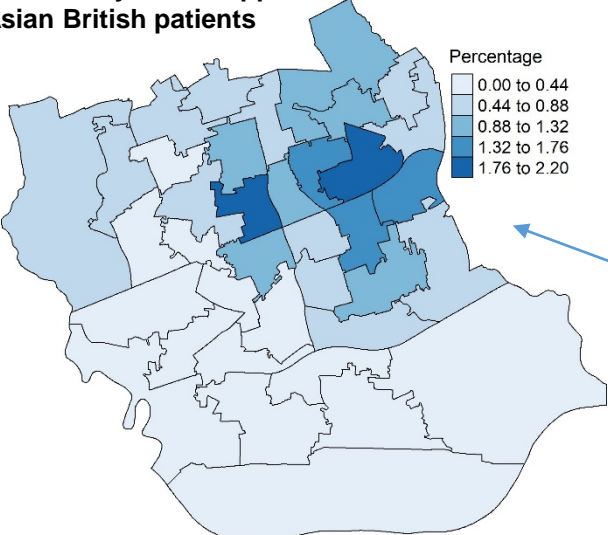 Asian British patients
Percentage
0.00 to 0.44
0.44 to 0.88
0.88 to 1.32
1.32 to 1.76
1.76 to 2.20